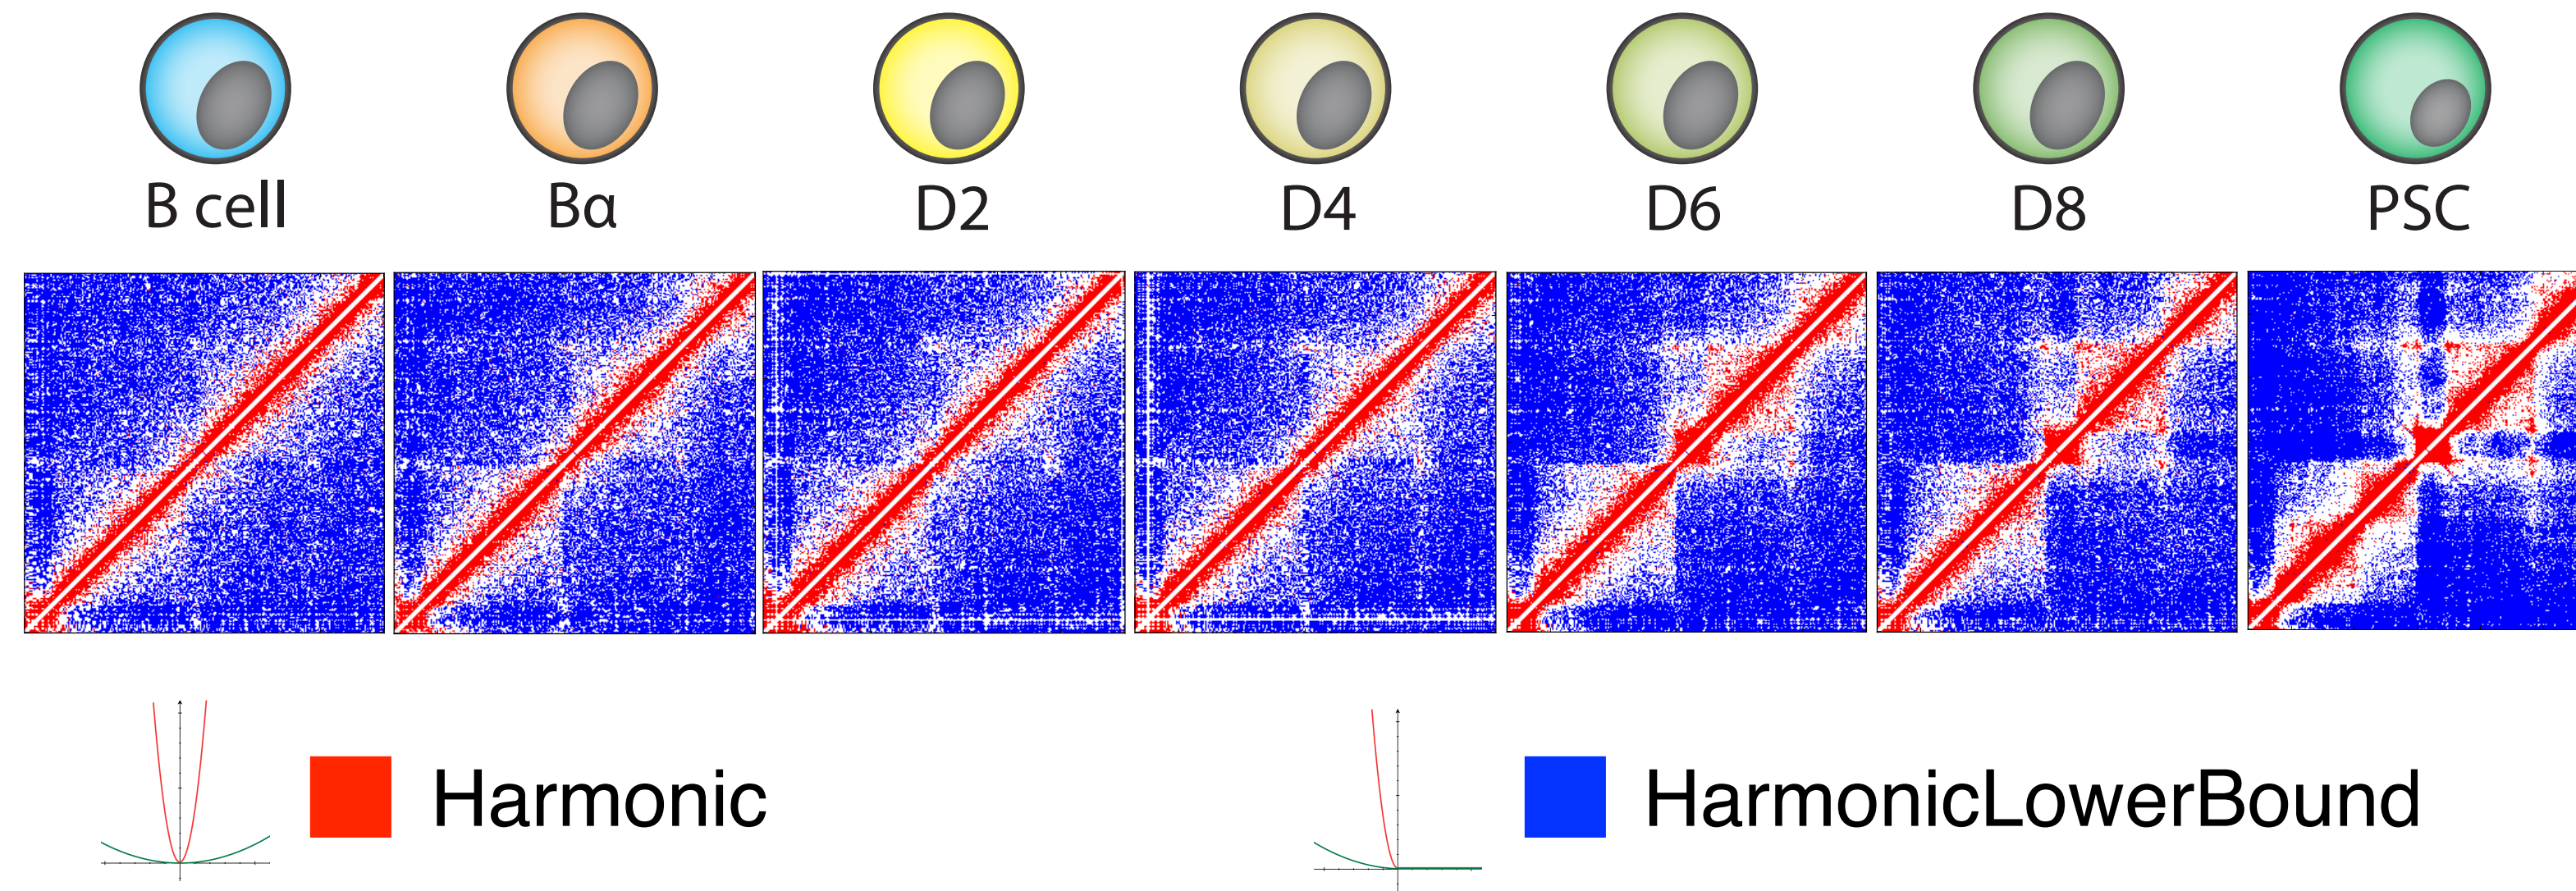 B cell
Bα
D2
D4
D6
D8
PSC
Harmonic
HarmonicLowerBound